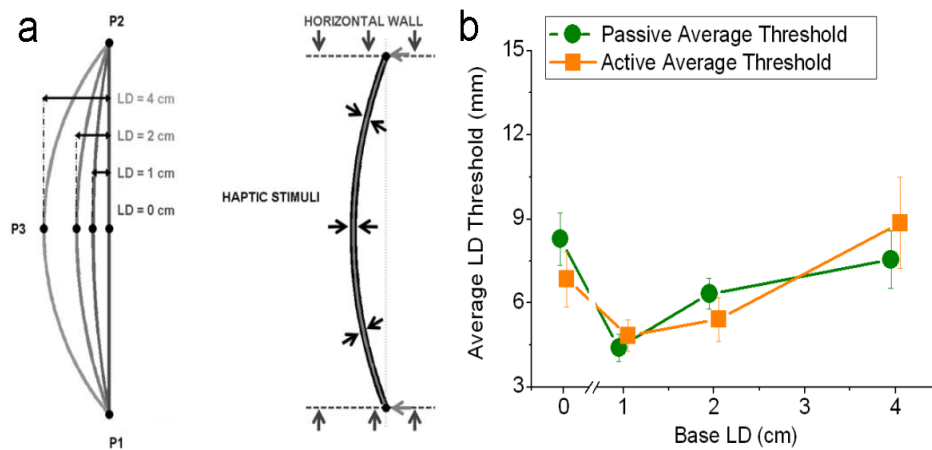 a
P2
LD = 4 cm
LD = 2 cm
LD = 1 cm
LD = 0 cm
P3
P1
HORIZONTAL WALL
HAPTIC STIMULI
b
Passive Average Threshold
Active Average Threshold
Average LD Threshold (mm)
15
12
9
6
3
0
1
2
3
4
Base LD (cm)